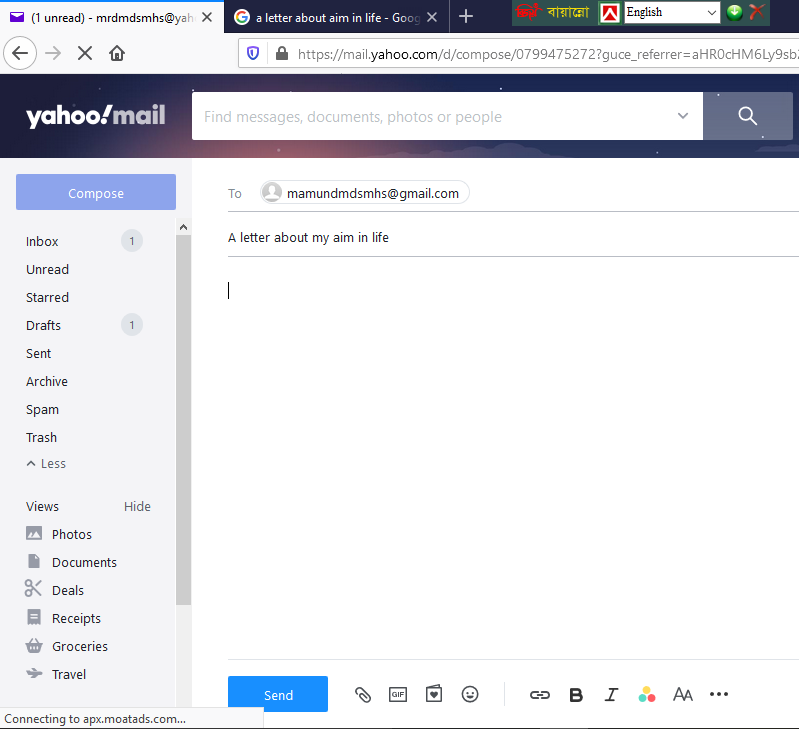 (1 unread) - mrdmdsmhs@yah
a letter about aim in life - Goog
বায়ান্নো
English
https://mail.yahoo.com/d/compose/0799475272?guce_referrer=aHR0cHM6Ly9sb2
yahoo!mail
Find messages, documents, photos or people
Compose
To
mamundmdsmhs@gmail.com
Inbox 1
A letter about my aim in life
Unread
Starred
Drafts 1
Sent
Archive
Spam
Trash
Less
Views Hide
Photos
Documents
Deals
Receipts
Groceries
Travel
Send
GIF
B I AA
Connecting to apx.moatads.com...